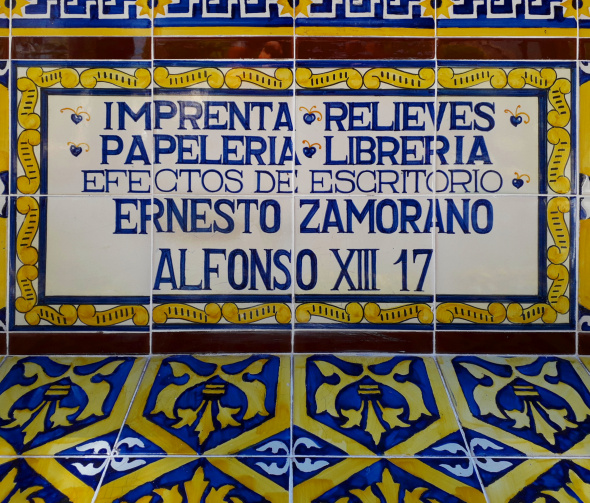 IMPRENTA RELIEVES
PAPELERIA LIBRERIA
EFECTOS DE ESCRITORIO
ERNESTO ZAMORANO
ALFONSO XIII 17